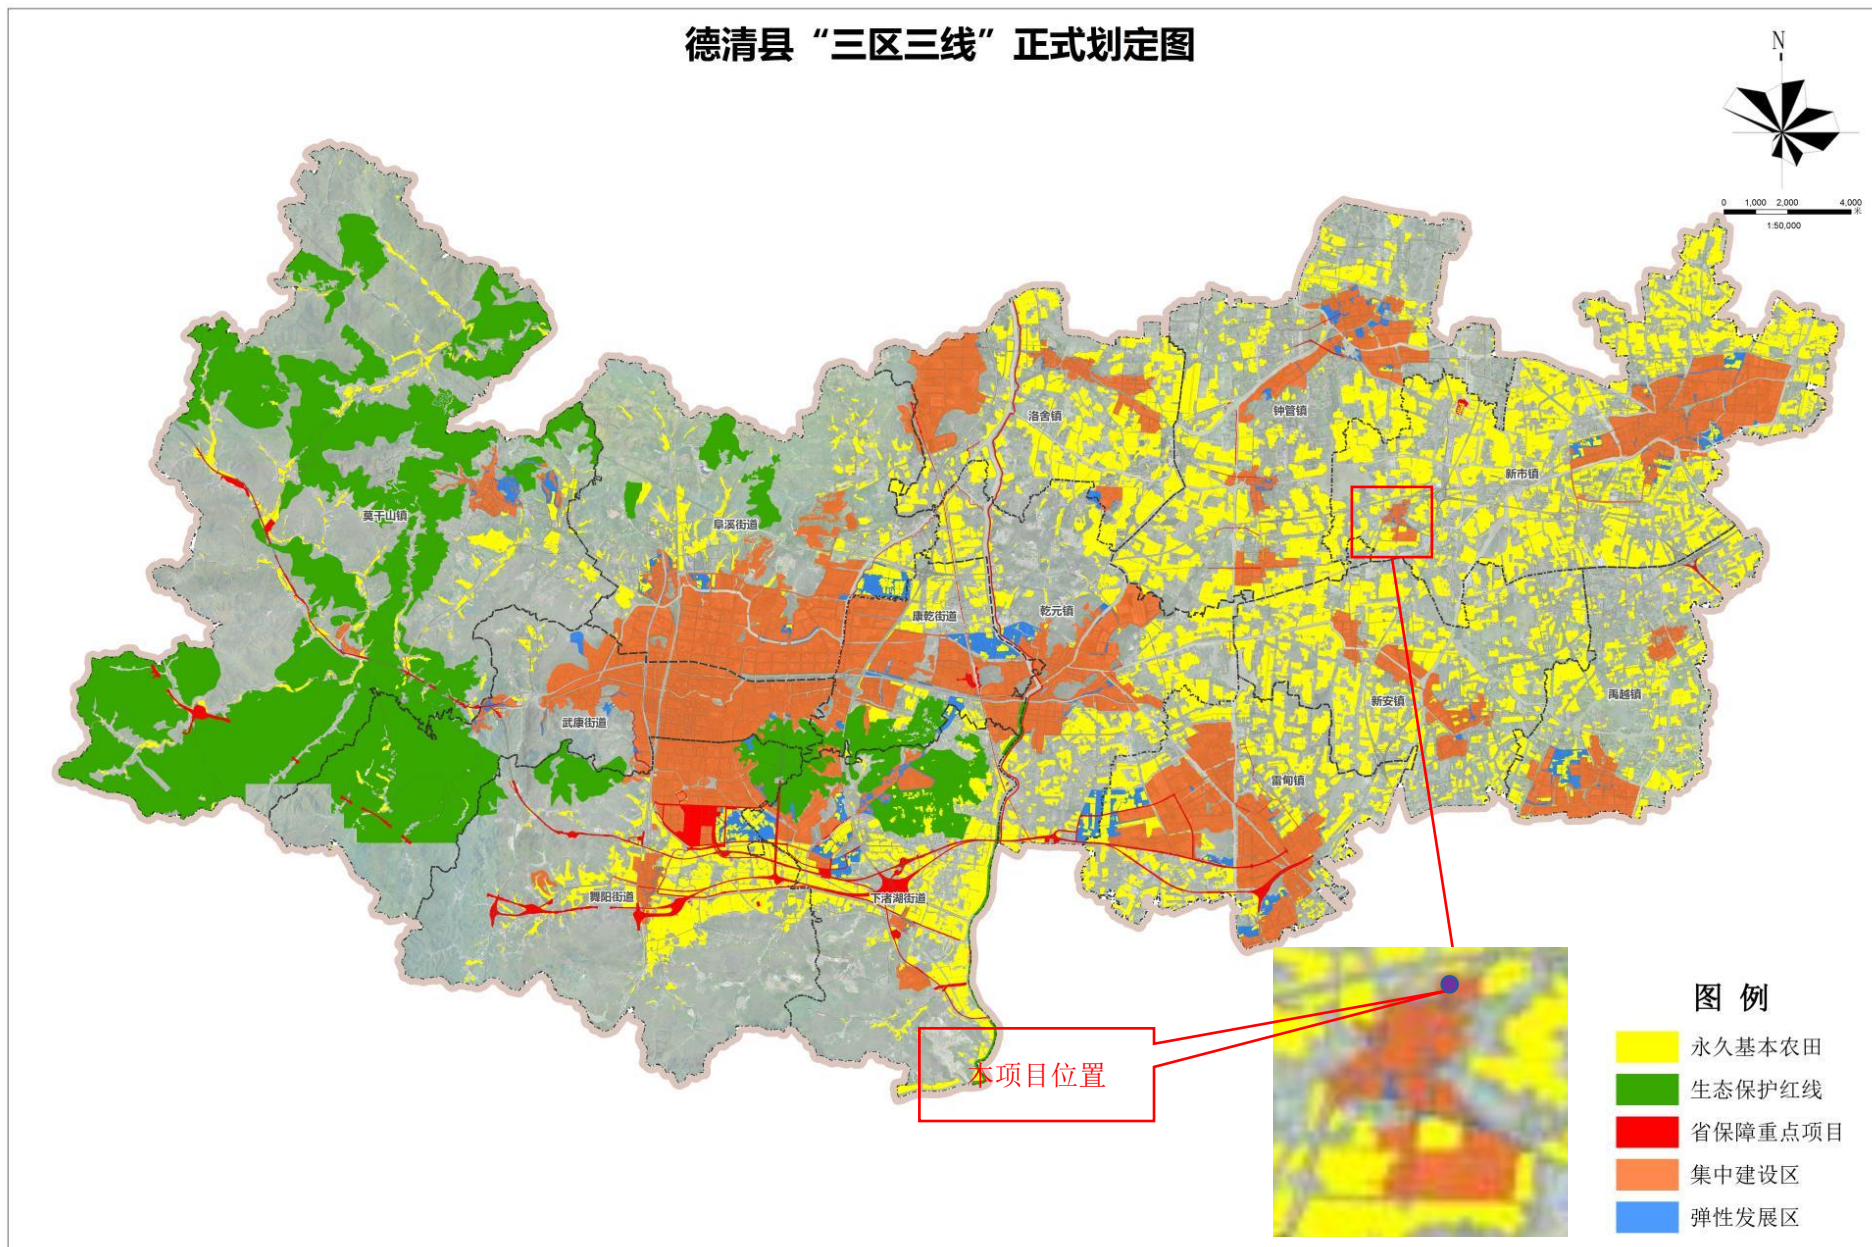 德清县“三区三线”正式划定图
N
0 1,000 2,000 4,000
米
1:50,000
洛舍镇
钟管镇
新市镇
莫干山镇
阜溪街道
康乾街道
乾元镇
武康街道
新安镇
禹越镇
雷甸镇
舞阳街道
下渚湖街道
本项目位置
图 例
永久基本农田
生态保护红线
省保障重点项目
集中建设区
弹性发展区